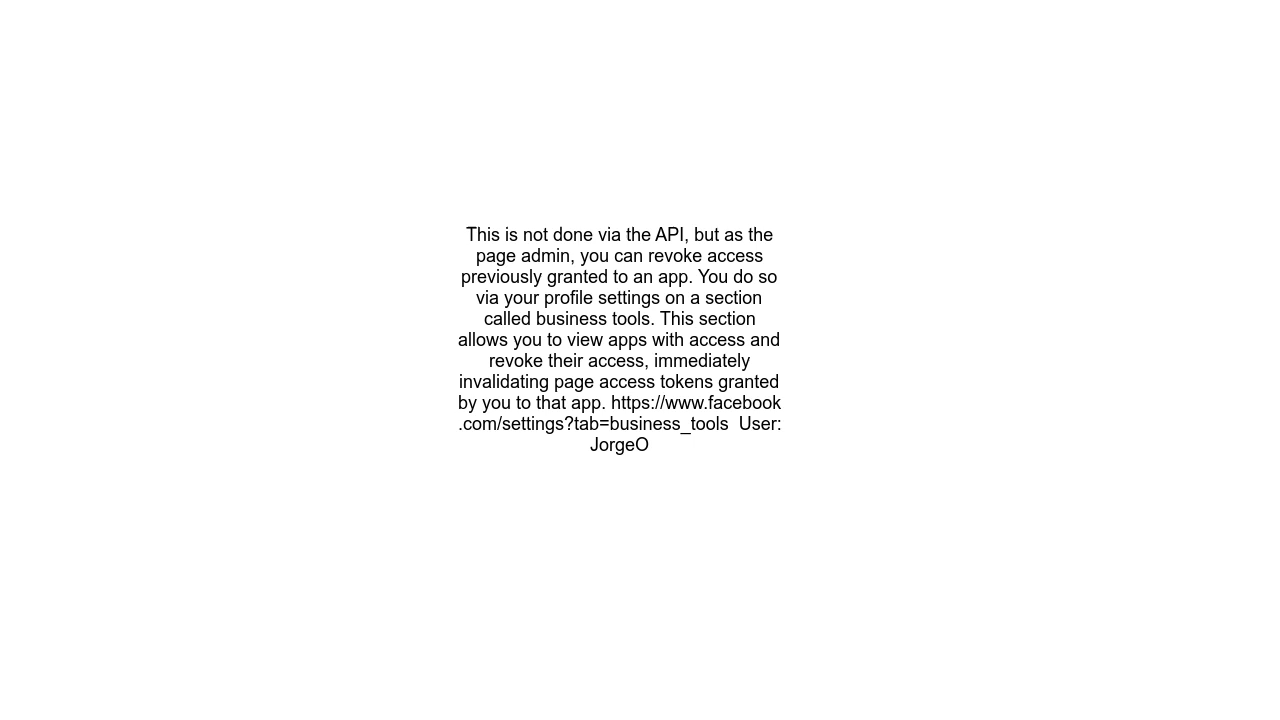 This is not done via the API, but as the
page admin, you can revoke access
previously granted to an app. You do so
via your profile settings on a section
called business tools. This section
allows you to view apps with access and
revoke their access, immediately
invalidating page access tokens granted
by you to that app. https://www.facebook
.com/settings?tab=business_tools  User:
JorgeO